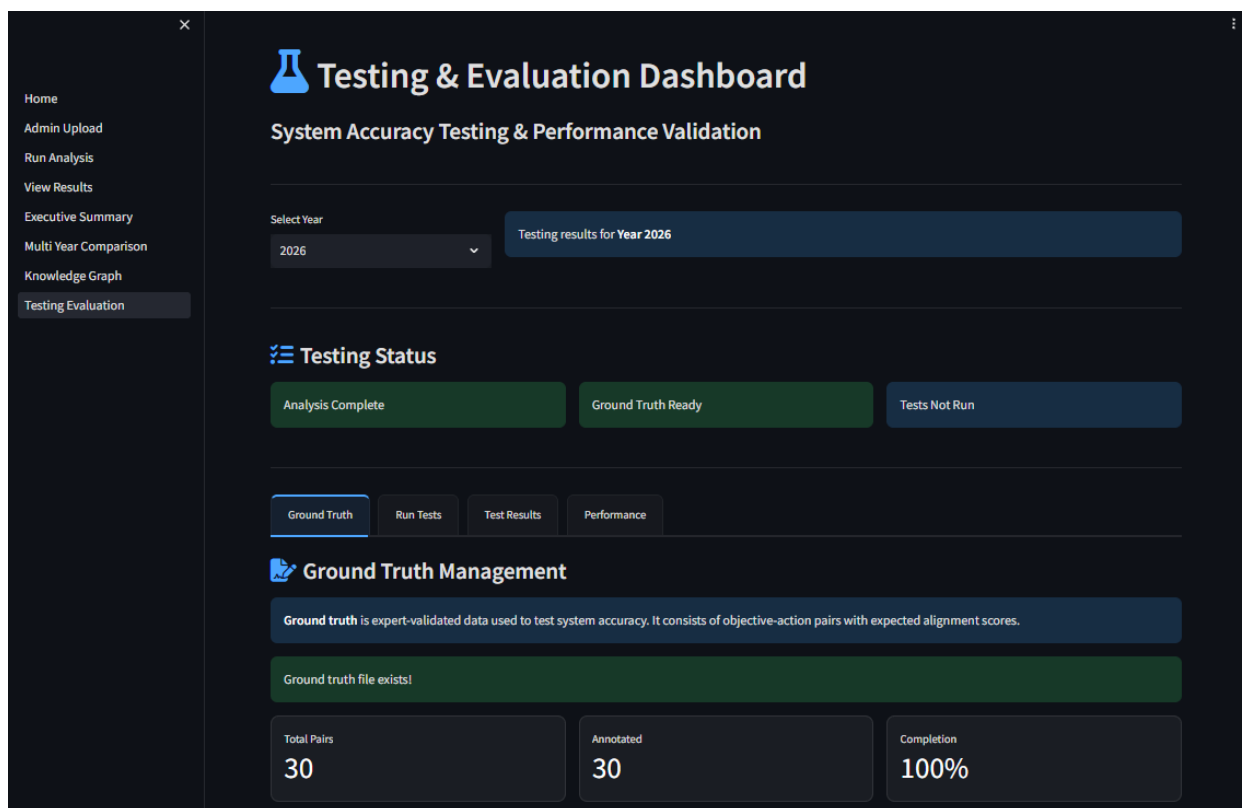 Home
Admin Upload
Run Analysis
View Results
Executive Summary
Multi Year Comparison
Knowledge Graph
Testing Evaluation
Testing & Evaluation Dashboard
System Accuracy Testing & Performance Validation
Select Year
2026
Testing results for Year 2026
Testing Status
Analysis Complete
Ground Truth Ready
Tests Not Run
Ground Truth
Run Tests
Test Results
Performance
Ground Truth Management
Ground truth is expert-validated data used to test system accuracy. It consists of objective-action pairs with expected alignment scores.
Ground truth file exists!
Total Pairs
30
Annotated
30
Completion
100%